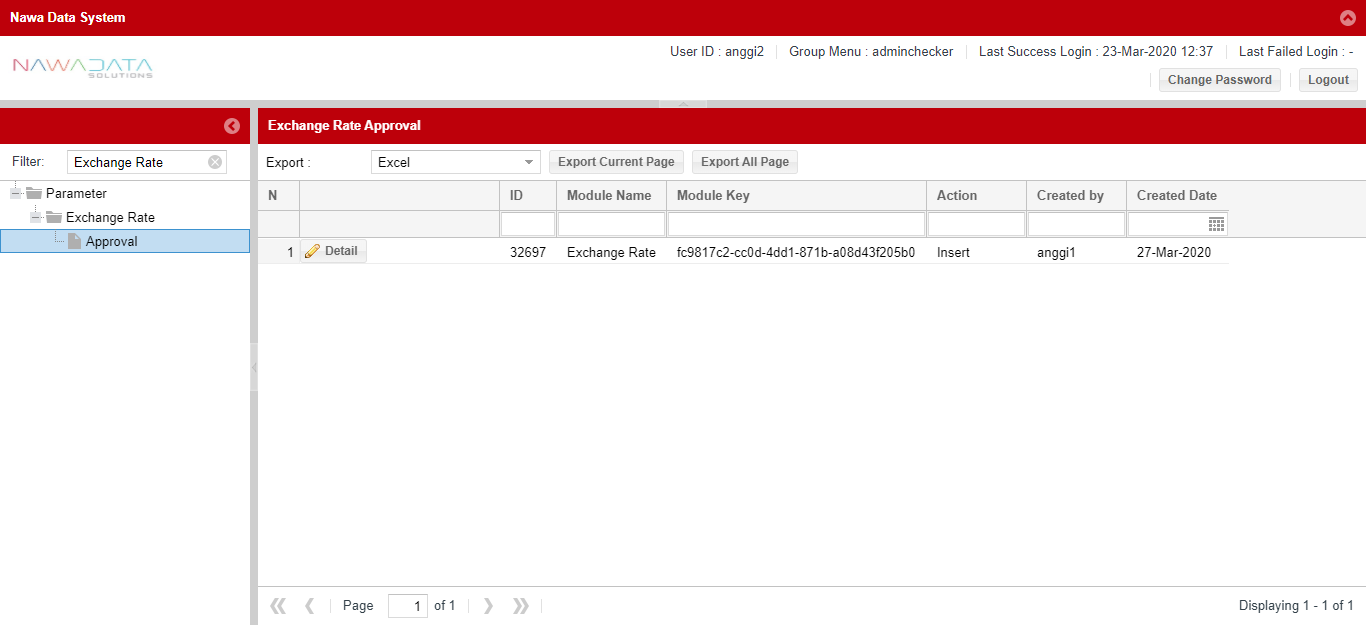 Nawa Data System
User ID : anggi2 Group Menu : adminchecker Last Success Login : 23-Mar-2020 12:37 Last Failed Login : -
NAWADATA
SOLUTIONS
Change Password Logout
Exchange Rate Approval
Filter: Exchange Rate
Export : Excel Export Current Page Export All Page
Parameter
Exchange Rate
Approval
N ID Module Name Module Key Action Created by Created Date
1 Detail 32697 Exchange Rate fc9817c2-cc0d-4dd1-871b-a08d43f205b0 Insert anggi1 27-Mar-2020
Page 1 of 1 Displaying 1 - 1 of 1